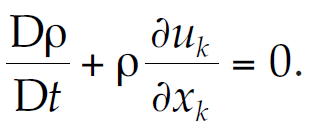 Dρ/Dt + ρ ∂u_k/∂x_k = 0.